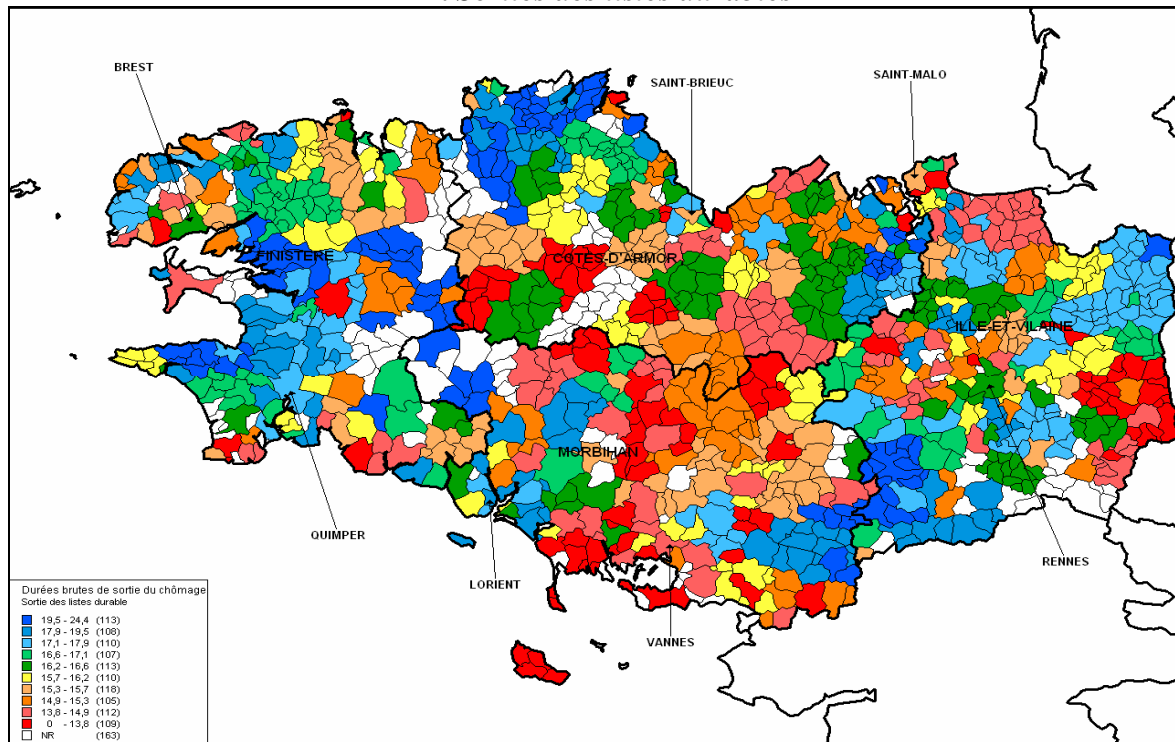 BREST
SAINT-BRIEUC
SAINT-MALO
FINISTERE
COTES-D'ARMOR
ILLE-ET-VILAINE
MORBIHAN
QUIMPER
LORIENT
VANNES
RENNES
Durées brutes de sortie du chômage
Sortie des listes durable
19,5 - 24,4 (113)
17,9 - 19,5 (108)
17,1 - 17,9 (110)
16,6 - 17,1 (107)
16,2 - 16,6 (113)
15,7 - 16,2 (110)
15,3 - 15,7 (118)
14,9 - 15,3 (105)
13,8 - 14,9 (112)
0 - 13,8 (109)
NR (163)